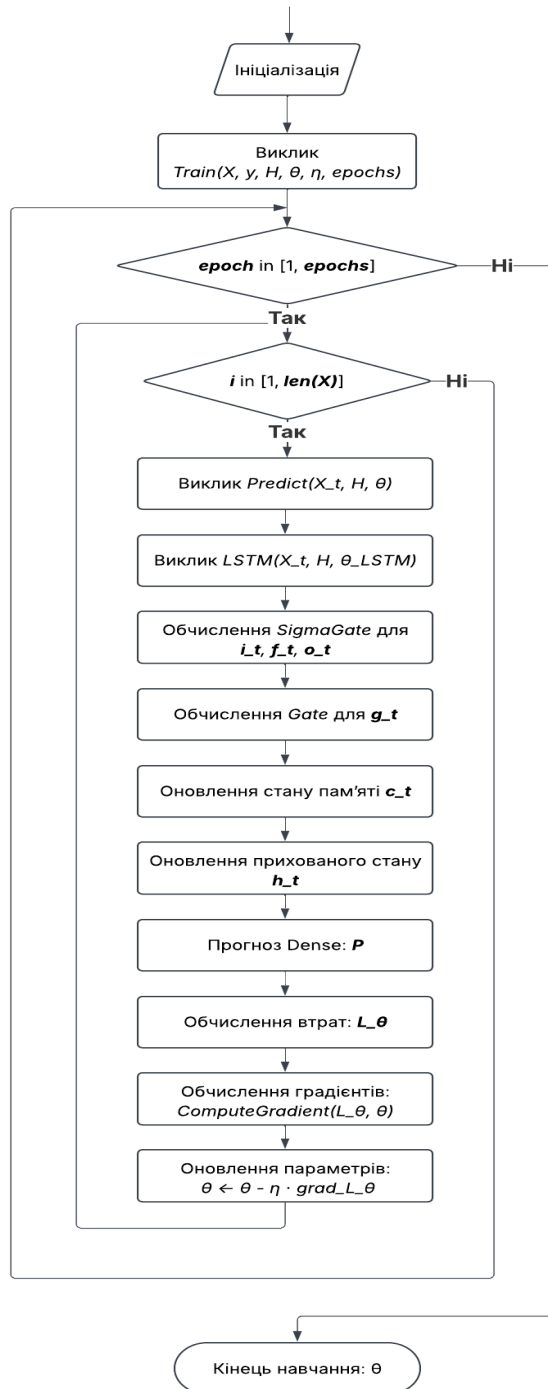 Ініціалізація
Виклик
Train(X, y, H, θ, η, epochs)
epoch in [1, epochs]
Ні
Так
i in [1, len(X)]
Ні
Так
Виклик Predict(X_t, H, θ)
Виклик LSTM(X_t, H, θ_LSTM)
Обчислення SigmaGate для
i_t, f_t, o_t
Обчислення Gate для g_t
Оновлення стану пам'яті c_t
Оновлення прихованого стану
h_t
Прогноз Dense: P
Обчислення втрат: L_θ
Обчислення градієнтів:
ComputeGradient(L_θ, θ)
Оновлення параметрів:
θ ← θ - η · grad_L_θ
Кінець навчання: θ